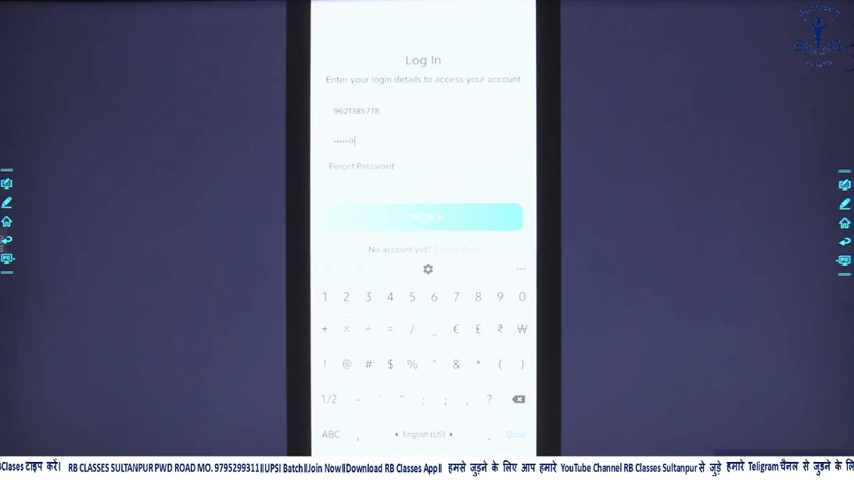 Log In
Enter your login details to access your account
9621385778
•••••@
Forgot Password
CONTINUE
No account yet?
1 2 3 4 5 6 7 8 9 0
+ × ÷ = / _ € £ ₹ ₩
! @ # $ % ^ & * ( )
1/2 - ' " : ; , ?
ABC , English (US) . Done
Clases टाइप करें। RB CLASSES SULTANPUR PWD ROAD MO. 9795299311||UPSI Batch||Join Now||Download RB Classes App|| हमसे जुड़ने के लिए आप हमारे YouTube Channel RB Classes Sultanpur से जुड़े हमारे Teligram चैनल से जुड़ने के लि